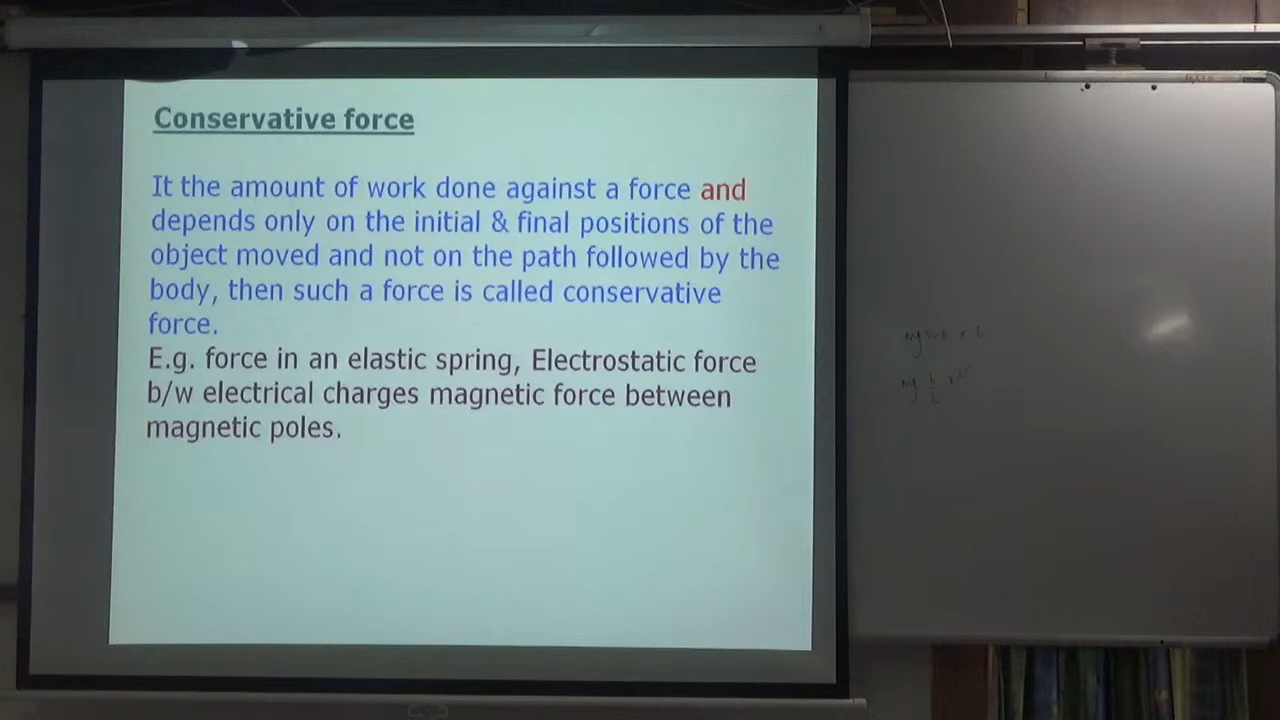 Conservative force
It the amount of work done against a force and
depends only on the initial & final positions of the
object moved and not on the path followed by the
body, then such a force is called conservative
force.
E.g. force in an elastic spring, Electrostatic force
b/w electrical charges magnetic force between
magnetic poles.